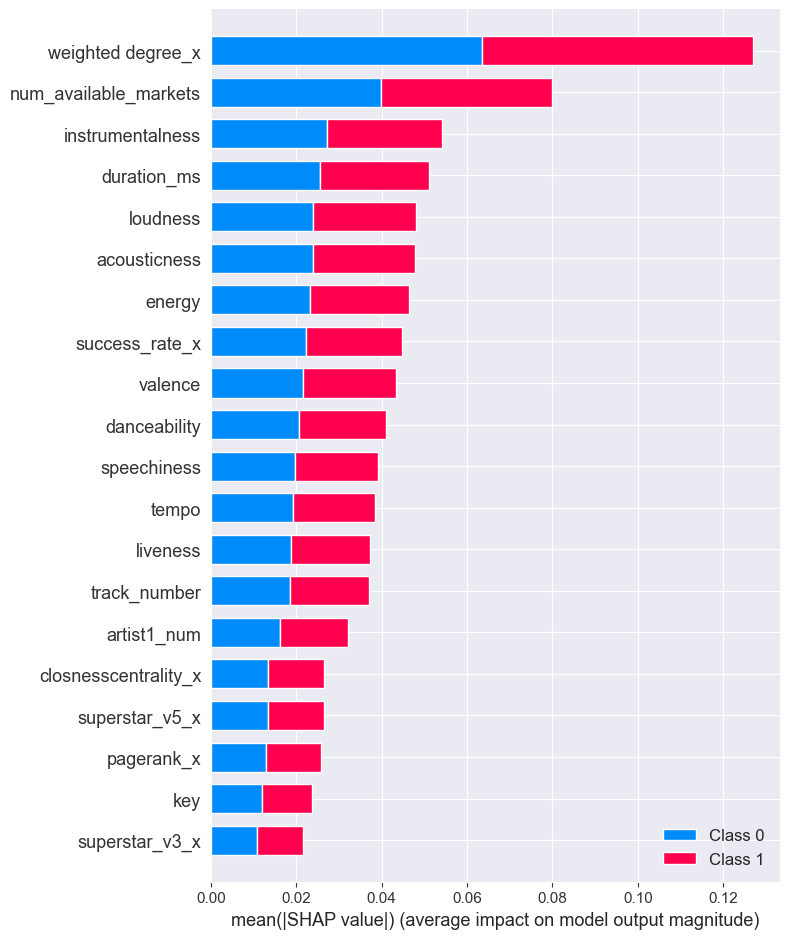 weighted degree_x
num_available_markets
instrumentalness
duration_ms
loudness
acousticness
energy
success_rate_x
valence
danceability
speechiness
tempo
liveness
track_number
artist1_num
closnesscentrality_x
superstar_v5_x
pagerank_x
key
superstar_v3_x
Class 0
Class 1
0.00 0.02 0.04 0.06 0.08 0.10 0.12
mean(|SHAP value|) (average impact on model output magnitude)